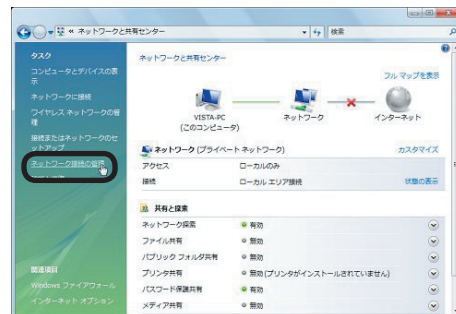 ネットワークと共有センター
検索
タスク
コンピュータとデバイスの表
示
ネットワークに接続
ワイヤレス ネットワークの管
理
接続またはネットワークのセ
ットアップ
ネットワーク接続の管理
関連項目
Windows ファイアウォール
インターネット オプション
ネットワークと共有センター
フル マップを表示
VISTA-PC
(このコンピュータ)
ネットワーク
インターネット
ネットワーク (プライベート ネットワーク)
カスタマイズ
アクセス
ローカルのみ
接続
ローカル エリア接続
状態の表示
共有と探索
ネットワーク探索
有効
ファイル共有
無効
パブリック フォルダ共有
無効
プリンタ共有
無効(プリンタがインストールされていません)
パスワード保護共有
有効
メディア共有
無効